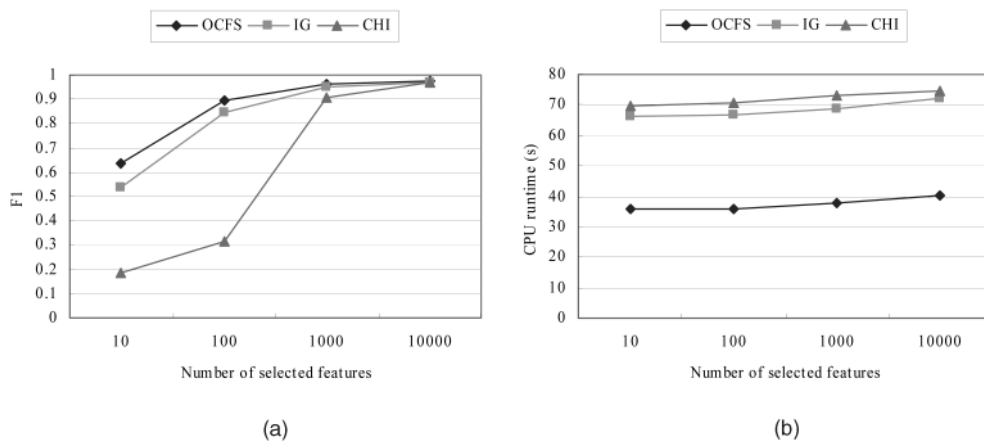 OCFS IG CHI
1
0.9
0.8
0.7
0.6
0.5
0.4
0.3
0.2
0.1
0
F1
10 100 1000 10000
Number of selected features
(a)
OCFS IG CHI
80
70
60
50
40
30
20
10
0
CPU runtime (s)
10 100 1000 10000
Number of selected features
(b)